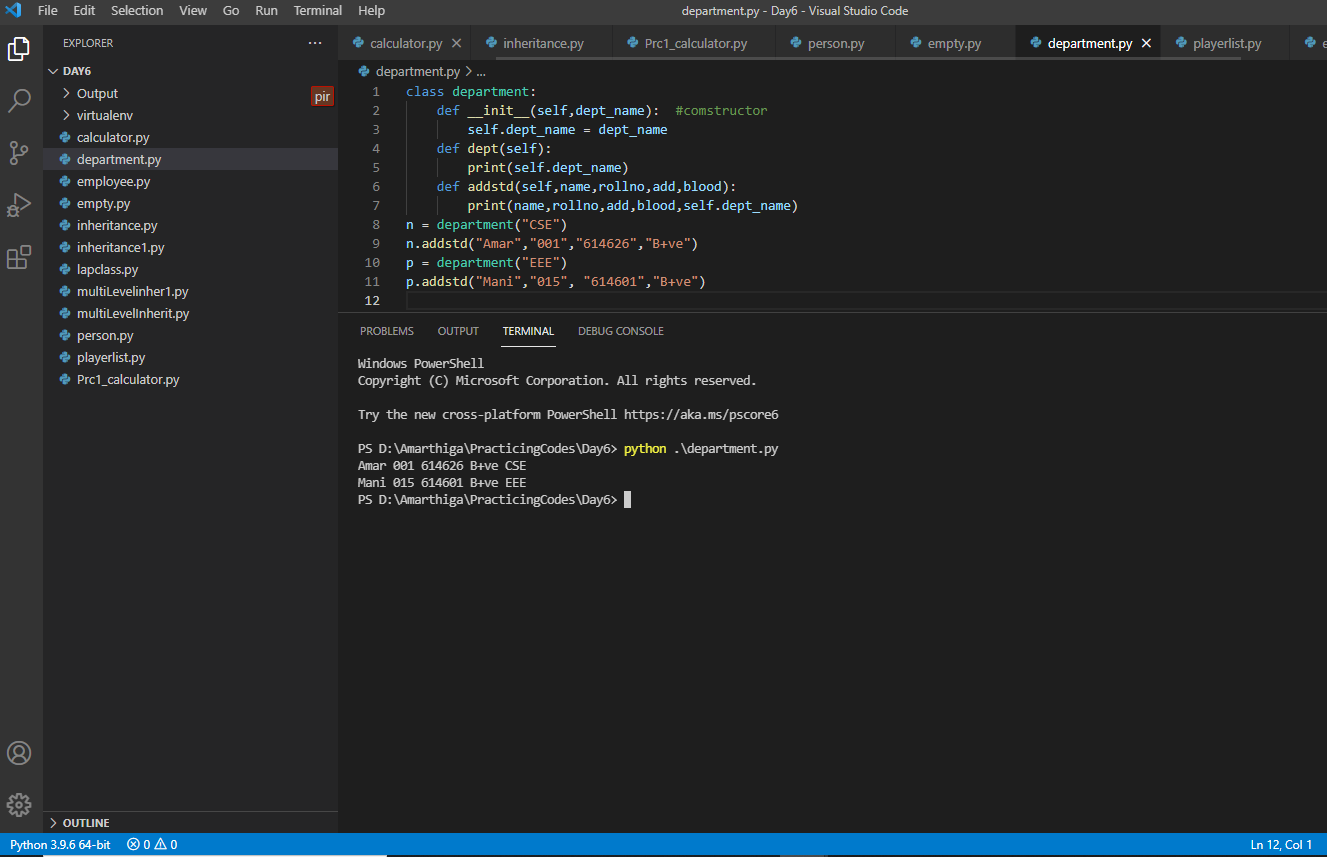 File Edit Selection View Go Run Terminal Help department.py - Day6 - Visual Studio Code
EXPLORER ...
DAY6
Output
pir
virtualenv
calculator.py
department.py
employee.py
empty.py
inheritance.py
inheritance1.py
lapclass.py
multiLevelinher1.py
multiLevelInherit.py
person.py
playerlist.py
Prc1_calculator.py
OUTLINE
calculator.py inheritance.py Prc1_calculator.py person.py empty.py department.py playerlist.py e
department.py > ...
1 class department:
2 def __init__(self,dept_name): #comstructor
3 self.dept_name = dept_name
4 def dept(self):
5 print(self.dept_name)
6 def addstd(self,name,rollno,add,blood):
7 print(name,rollno,add,blood,self.dept_name)
8 n = department("CSE")
9 n.addstd("Amar","001","614626","B+ve")
10 p = department("EEE")
11 p.addstd("Mani","015", "614601","B+ve")
12
PROBLEMS OUTPUT TERMINAL DEBUG CONSOLE
Windows PowerShell
Copyright (C) Microsoft Corporation. All rights reserved.
Try the new cross-platform PowerShell https://aka.ms/pscore6
PS D:\Amarthiga\PracticingCodes\Day6> python .\department.py
Amar 001 614626 B+ve CSE
Mani 015 614601 B+ve EEE
PS D:\Amarthiga\PracticingCodes\Day6>
Python 3.9.6 64-bit 0 0 Ln 12, Col 1